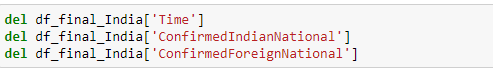 del df_final_India['Time']
del df_final_India['ConfirmedIndianNational']
del df_final_India['ConfirmedForeignNational']